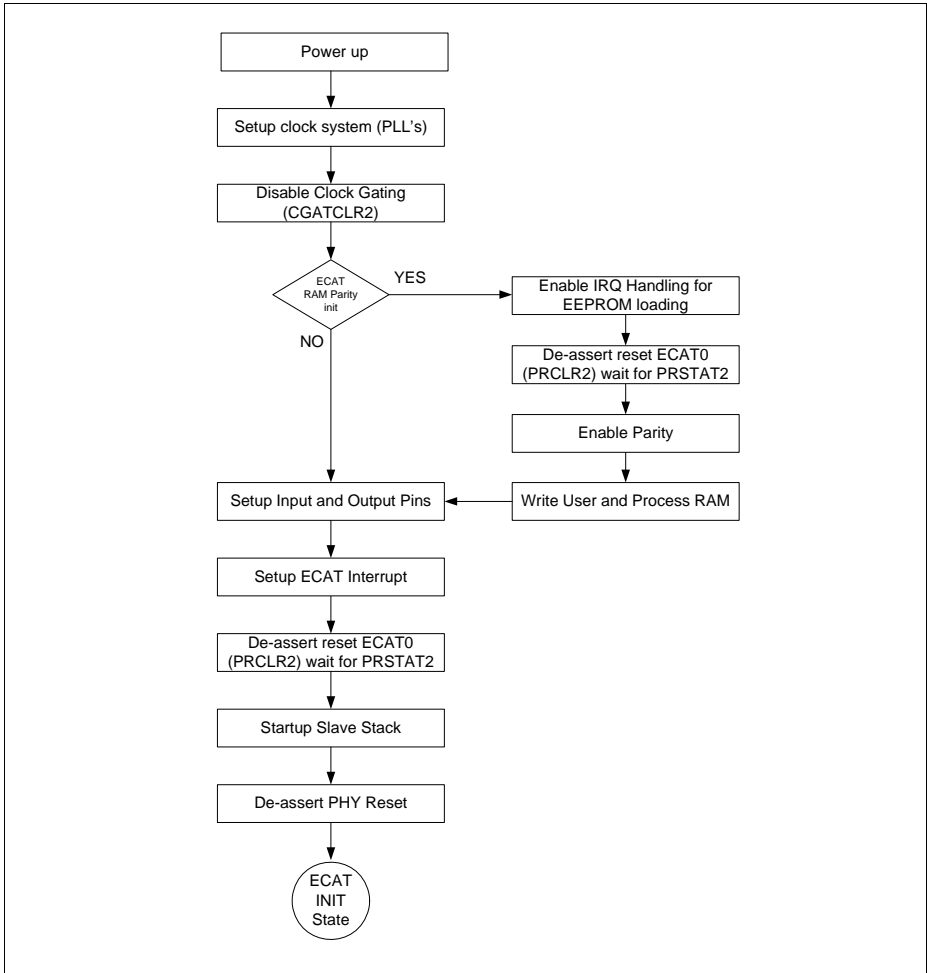 Power up
Setup clock system (PLL's)
Disable Clock Gating
(CGATCLR2)
ECAT
RAM Parity
init
YES
NO
Enable IRQ Handling for
EEPROM loading
De-assert reset ECAT0
(PRCLR2) wait for PRSTAT2
Enable Parity
Write User and Process RAM
Setup Input and Output Pins
Setup ECAT Interrupt
De-assert reset ECAT0
(PRCLR2) wait for PRSTAT2
Startup Slave Stack
De-assert PHY Reset
ECAT
INIT
State